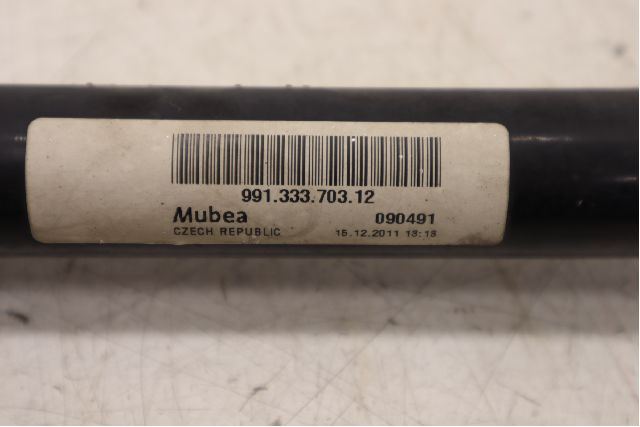 991.333.703.12
Mubea 090491
CZECH REPUBLIC 15.12.2011 18:18